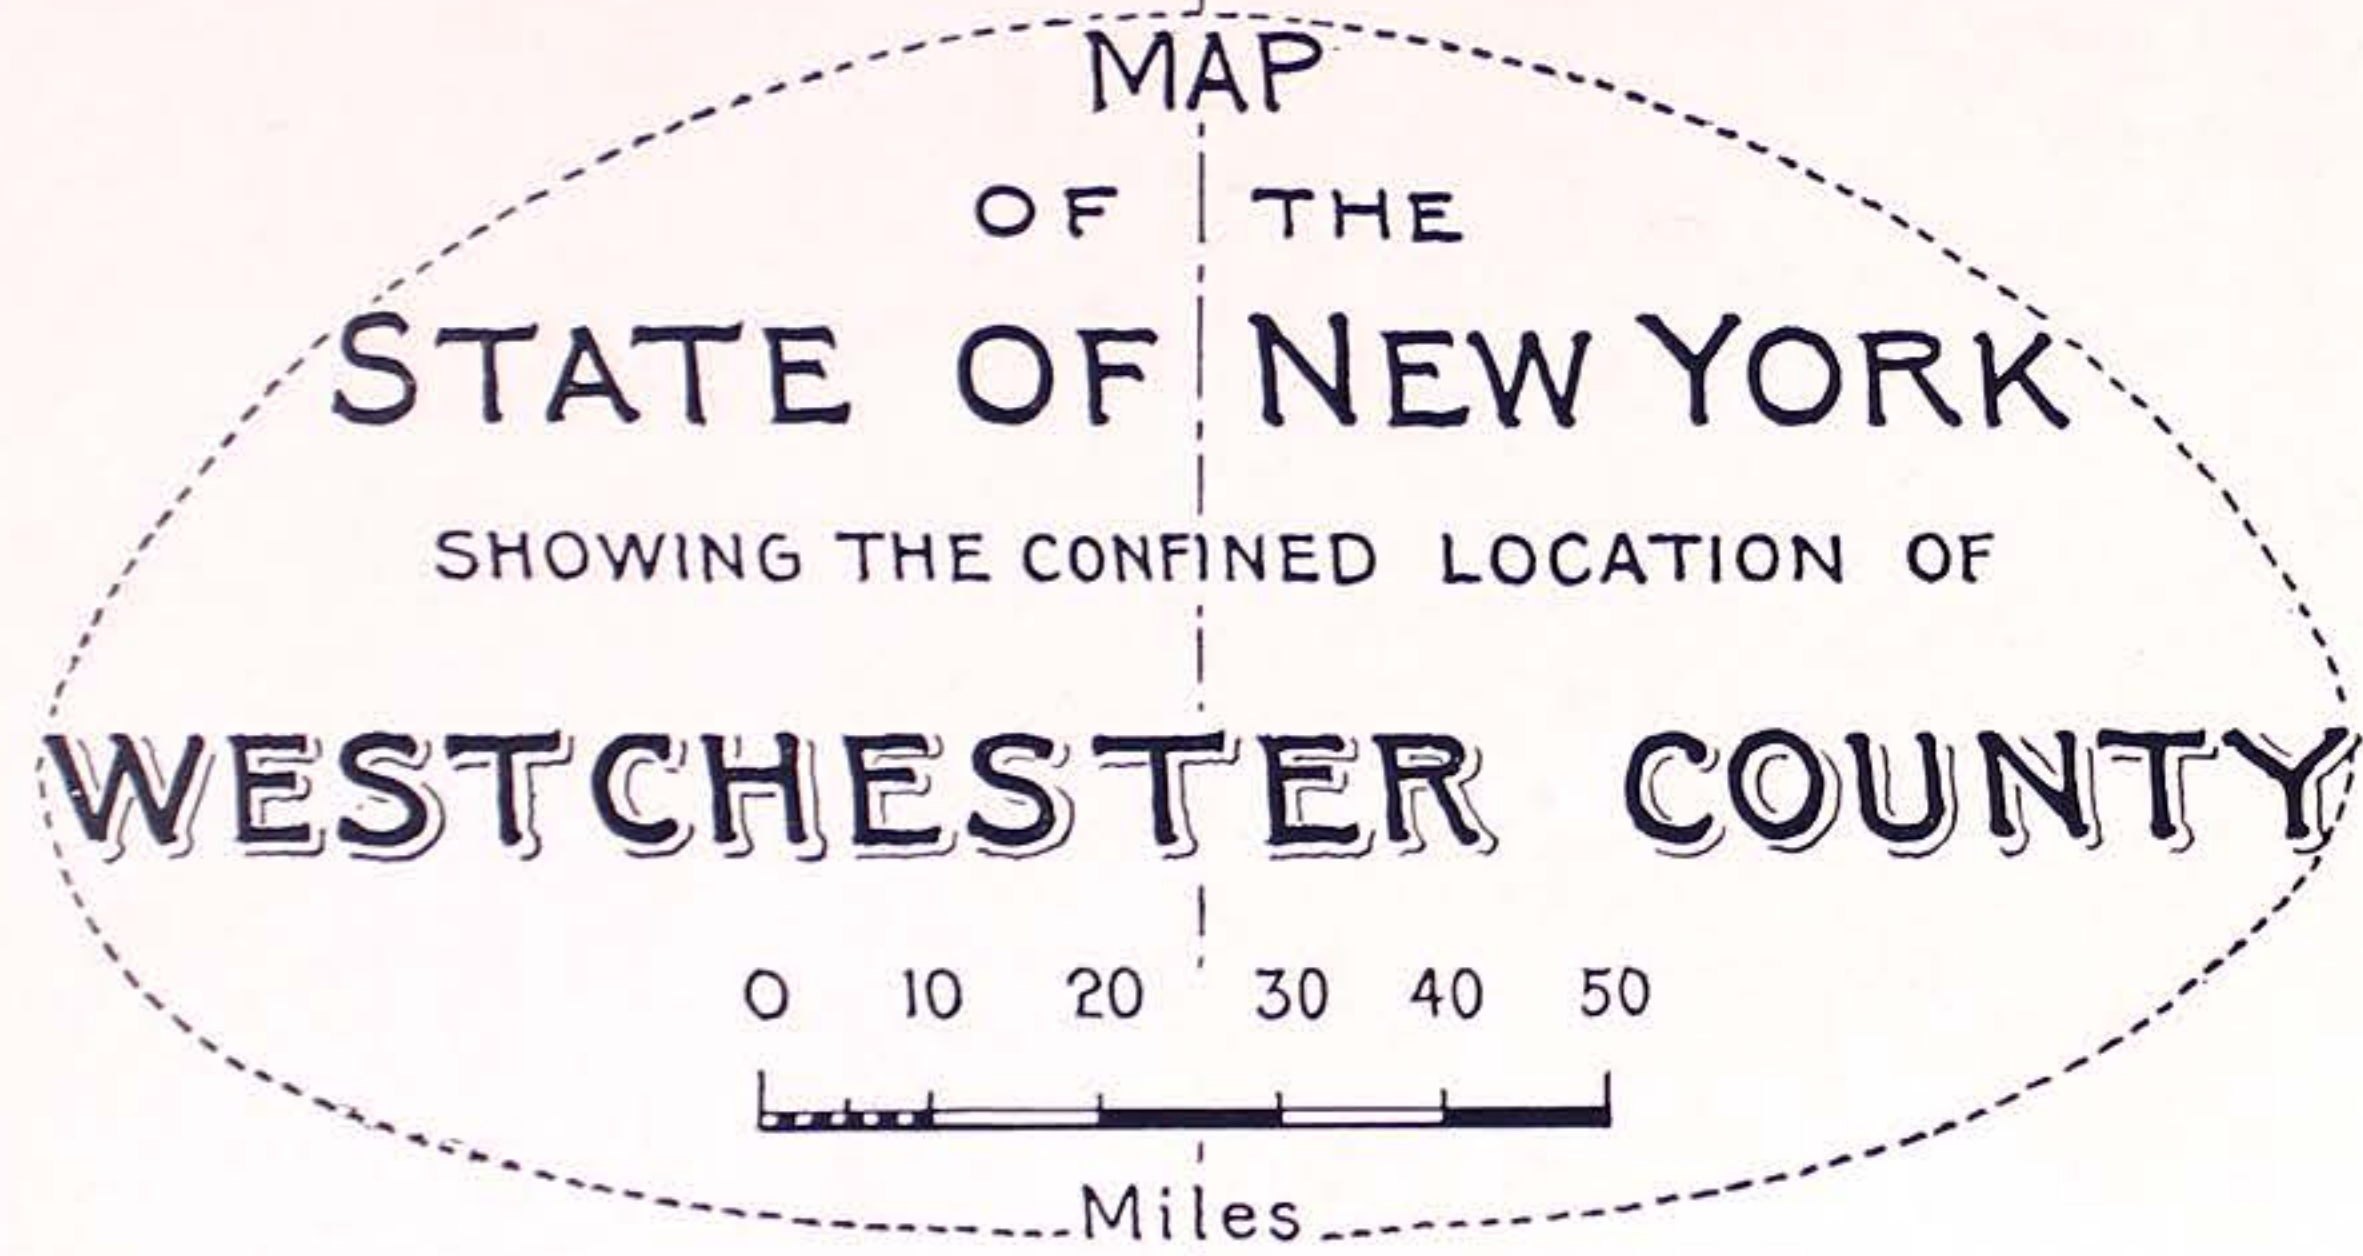 MAP
OF THE
STATE OF NEW YORK
SHOWING THE CONFINED LOCATION OF
WESTCHESTER COUNTY
0 10 20 30 40 50
Miles